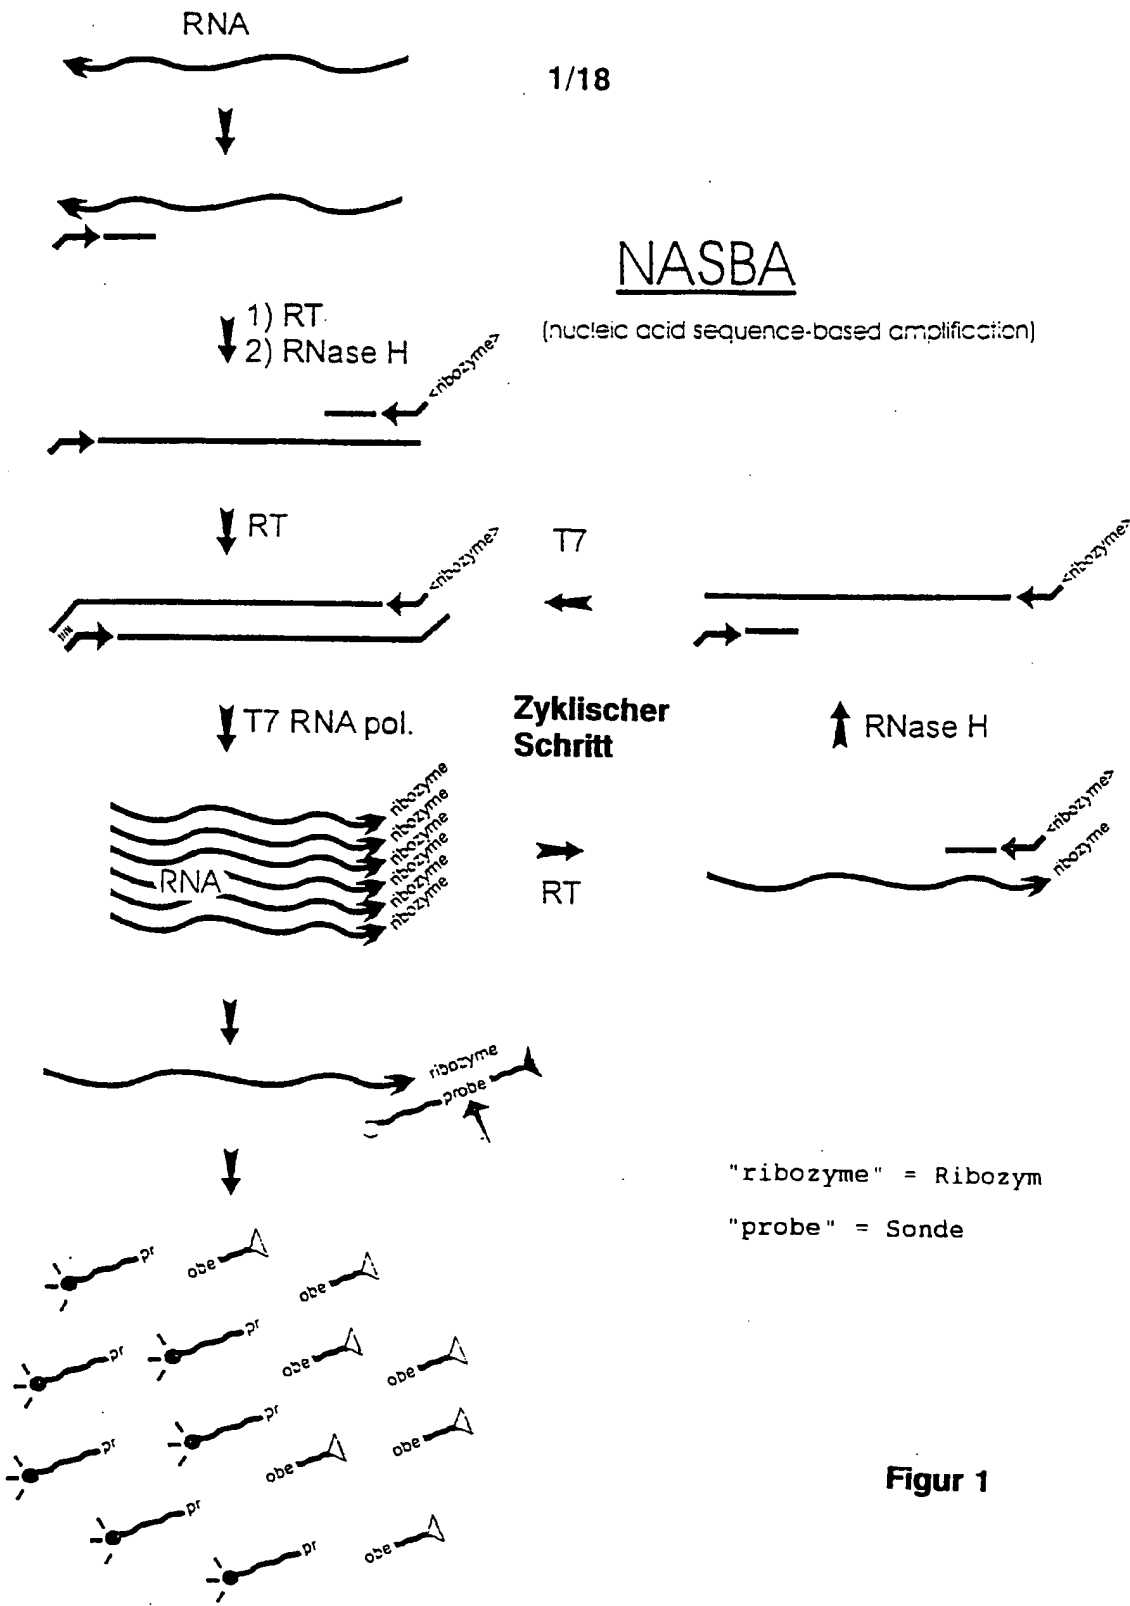 RNA
1/18
NASBA
(nucleic acid sequence-based amplification)
1) RT
2) RNase H
<ribozyme>
RT
<ribozyme>
T7
<ribozyme>
T7 RNA pol.
Zyklischer
Schritt
RNase H
ribozyme
ribozyme
ribozyme
ribozyme
ribozyme
ribozyme
RNA
RT
<ribozyme>
ribozyme
ribozyme
probe
"ribozyme" = Ribozym
"probe" = Sonde
pr
obe
obe
pr
pr
obe
obe
pr
pr
obe
obe
pr
pr
obe
Figur 1